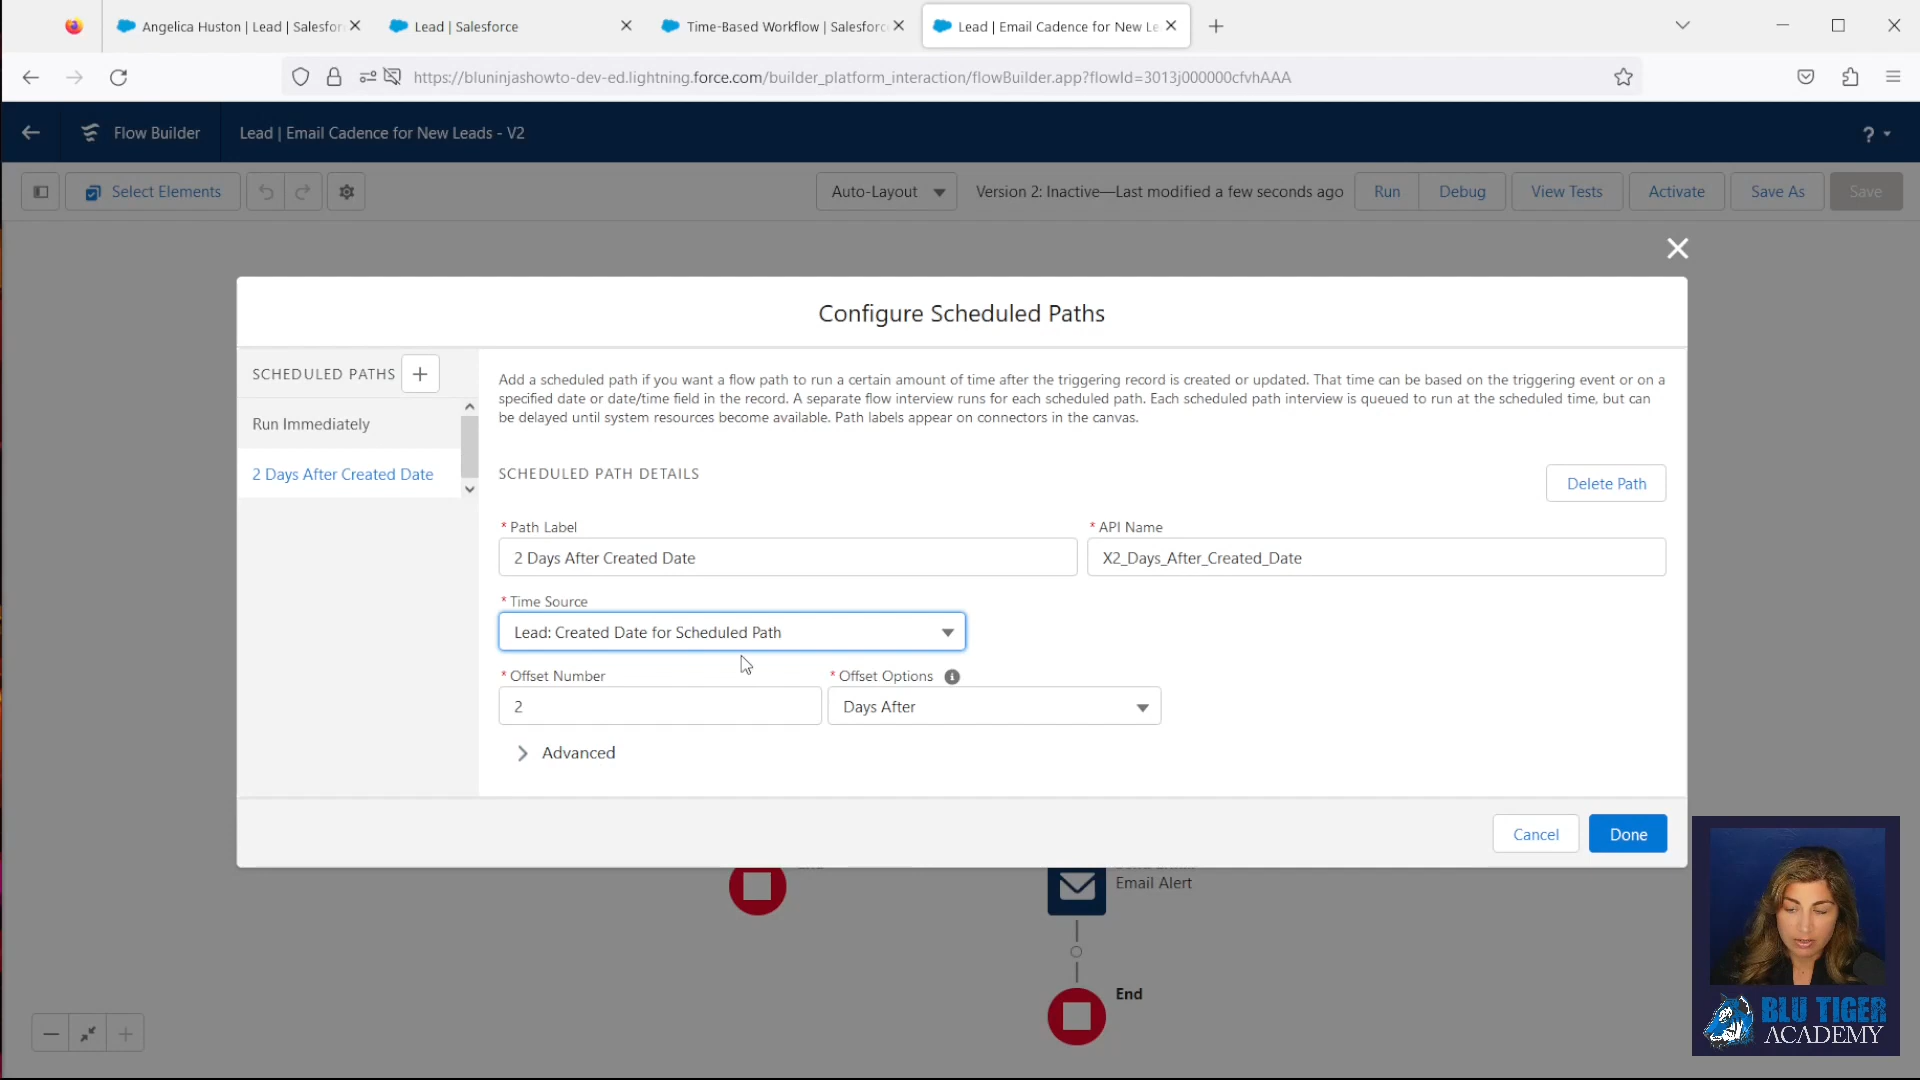 Angelica Huston | Lead | Salesfor
Lead | Salesforce
Time-Based Workflow | Salesforc
Lead | Email Cadence for New Le
https://bluninjashowto-dev-ed.lightning.force.com/builder_platform_interaction/flowBuilder.app?flowId=3013j000000cfvhAAA
Flow Builder
Lead | Email Cadence for New Leads - V2
?
Select Elements
Auto-Layout
Version 2: Inactive—Last modified a few seconds ago
Run
Debug
View Tests
Activate
Save As
Save
Configure Scheduled Paths
SCHEDULED PATHS
Run Immediately
2 Days After Created Date
Add a scheduled path if you want a flow path to run a certain amount of time after the triggering record is created or updated. That time can be based on the triggering event or on a
specified date or date/time field in the record. A separate flow interview runs for each scheduled path. Each scheduled path interview is queued to run at the scheduled time, but can
be delayed until system resources become available. Path labels appear on connectors in the canvas.
SCHEDULED PATH DETAILS
Delete Path
* Path Label
2 Days After Created Date
* API Name
X2_Days_After_Created_Date
* Time Source
Lead: Created Date for Scheduled Path
* Offset Number
2
* Offset Options
Days After
Advanced
Cancel
Done
Email Alert
End
BLU TIGER
ACADEMY